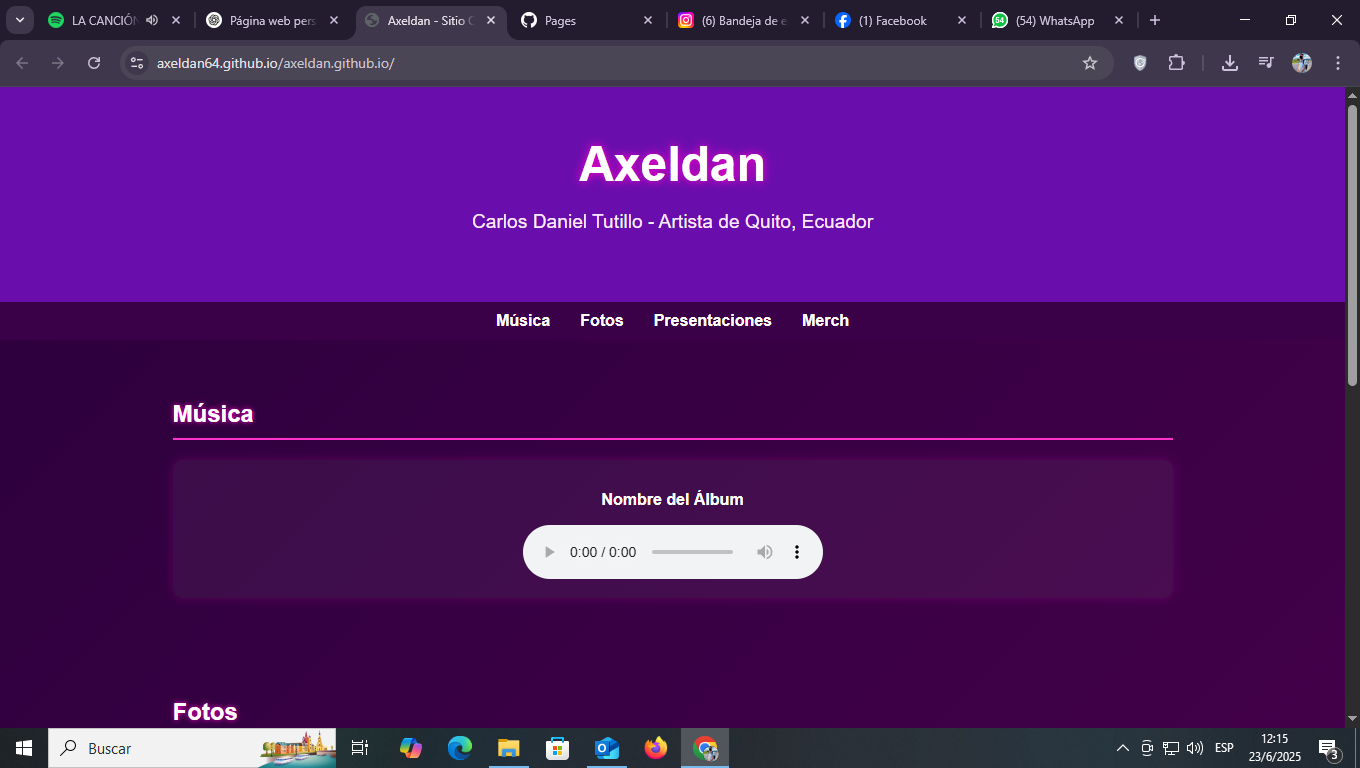 LA CANCIÓN
Página web pers
Axeldan - Sitio O
Pages
(6) Bandeja de e
(1) Facebook
54
(54) WhatsApp
axeldan64.github.io/axeldan.github.io/
Axeldan
Carlos Daniel Tutillo - Artista de Quito, Ecuador
Música
Fotos
Presentaciones
Merch
Música
Nombre del Álbum
0:00 / 0:00
Fotos
Buscar
ESP
12:15
23/6/2025
3